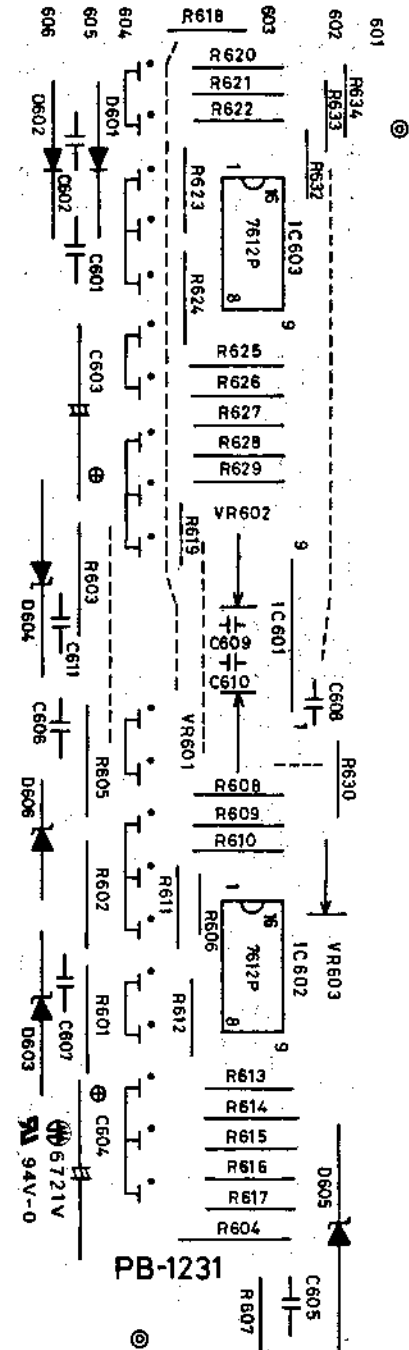 R618
601
602
603
604
605
606
R620
R621
R622
R634
R633
R632
D601
D602
C602
C601
R623
R624
1
16
7612P
8
9
IC603
C603
R625
R626
R627
R628
R629
VR602
R619
9
IC601
1
R603
D604
C611
C609
C610
C608
C606
R605
D606
VR601
R630
R608
R609
R610
R602
R611
R606
1
16
7612P
8
9
IC602
VR603
R601
R612
C607
D603
C604
R613
R614
R615
R616
R617
R604
D605
6721V
94V-0
PB-1231
R607
C605